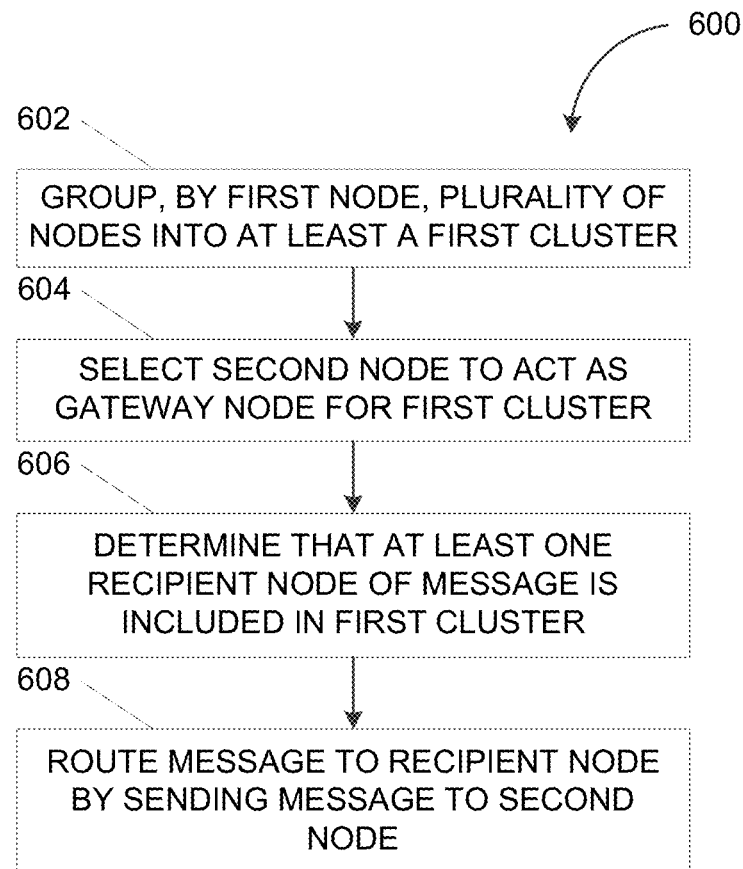 600
602
GROUP, BY FIRST NODE, PLURALITY OF
NODES INTO AT LEAST A FIRST CLUSTER
604
SELECT SECOND NODE TO ACT AS
GATEWAY NODE FOR FIRST CLUSTER
606
DETERMINE THAT AT LEAST ONE
RECIPIENT NODE OF MESSAGE IS
INCLUDED IN FIRST CLUSTER
608
ROUTE MESSAGE TO RECIPIENT NODE
BY SENDING MESSAGE TO SECOND
NODE